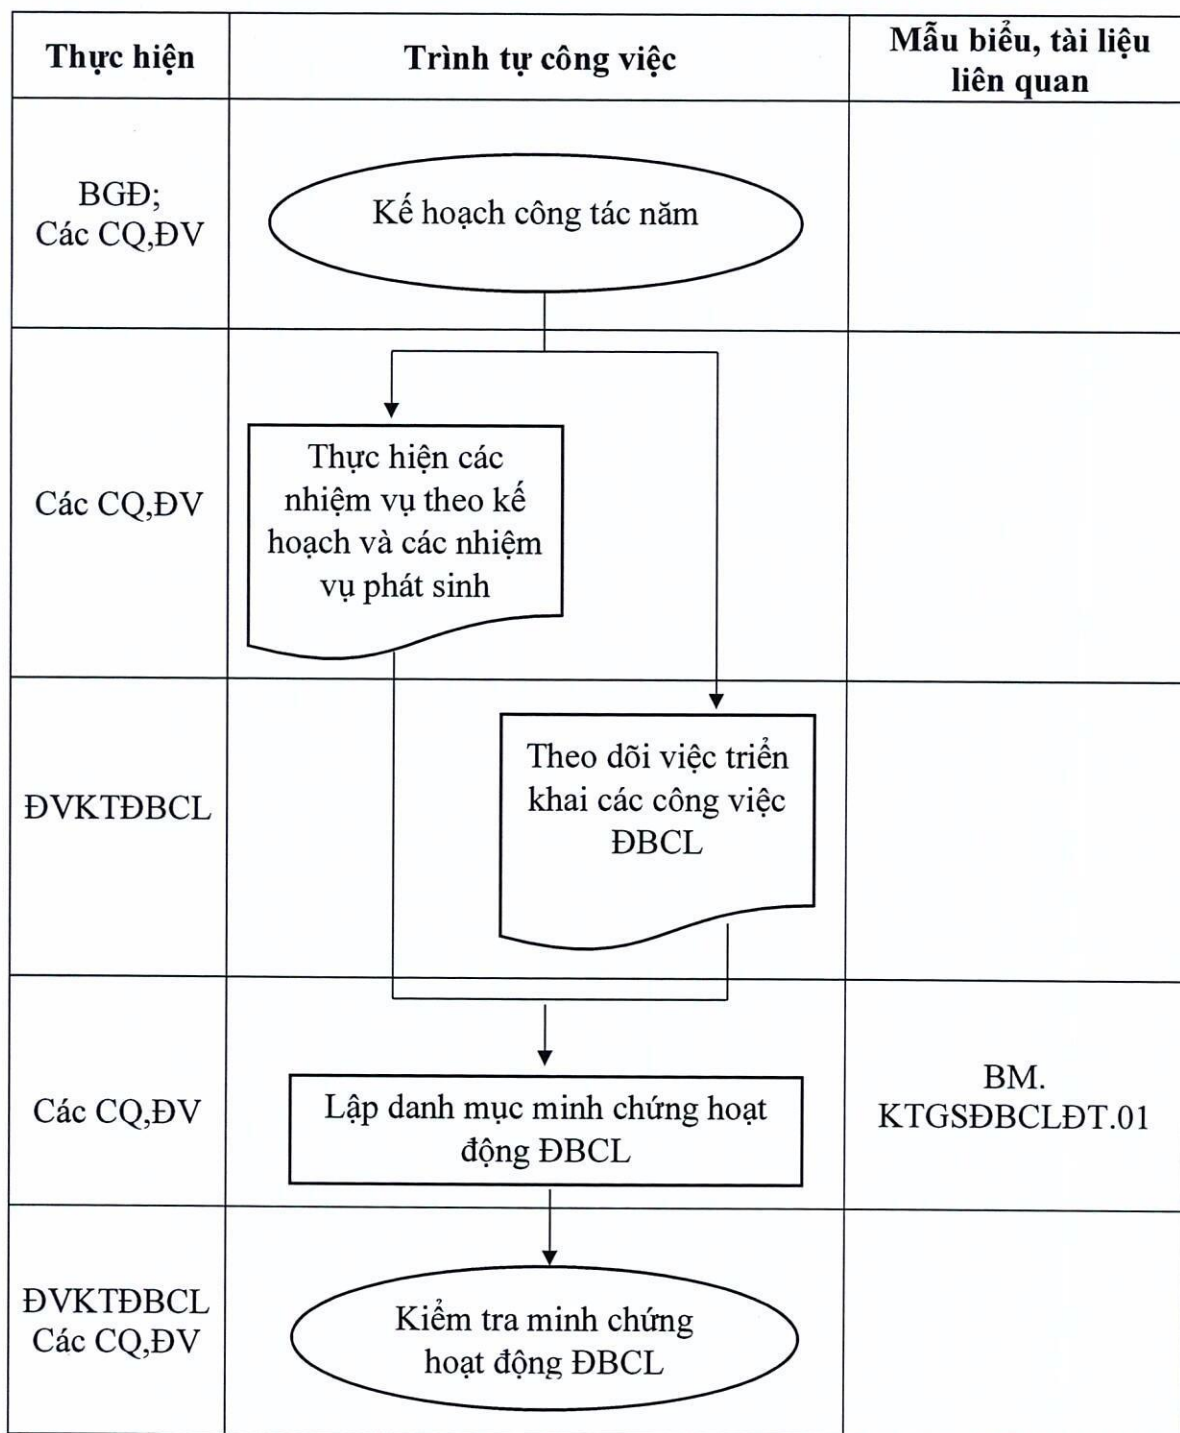 Thực hiện
Trình tự công việc
Mẫu biểu, tài liệu
liên quan
BGĐ;
Các CQ,ĐV
Kế hoạch công tác năm
Các CQ,ĐV
Thực hiện các
nhiệm vụ theo kế
hoạch và các nhiệm
vụ phát sinh
ĐVKTĐBCL
Theo dõi việc triển
khai các công việc
ĐBCL
Các CQ,ĐV
Lập danh mục minh chứng hoạt
động ĐBCL
BM.
KTGSĐBCLĐT.01
ĐVKTĐBCL
Các CQ,ĐV
Kiểm tra minh chứng
hoạt động ĐBCL